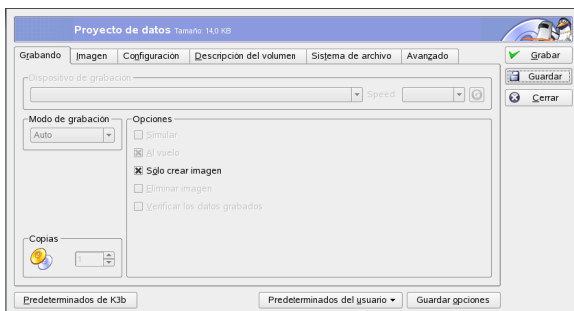 Proyecto de datos Tamaño: 14,0 KB
Grabando Imagen Configuración Descripción del volumen Sistema de archivo Avanzado
Grabar
Guardar
Cerrar
Dispositivo de grabación
Speed:
Modo de grabación
Auto
Opciones
Simular
Al vuelo
Sólo crear imagen
Eliminar imagen
Verificar los datos grabados
Copias
1
Predeterminados de K3b Predeterminados del usuario Guardar opciones